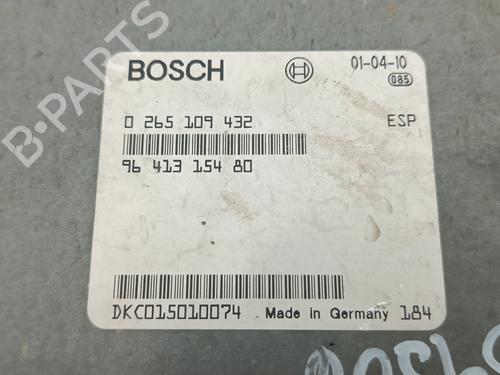 BOSCH
01-04-10
085
0 265 109 432
ESP
96 413 154 80
DKC015010074
Made in Germany
184